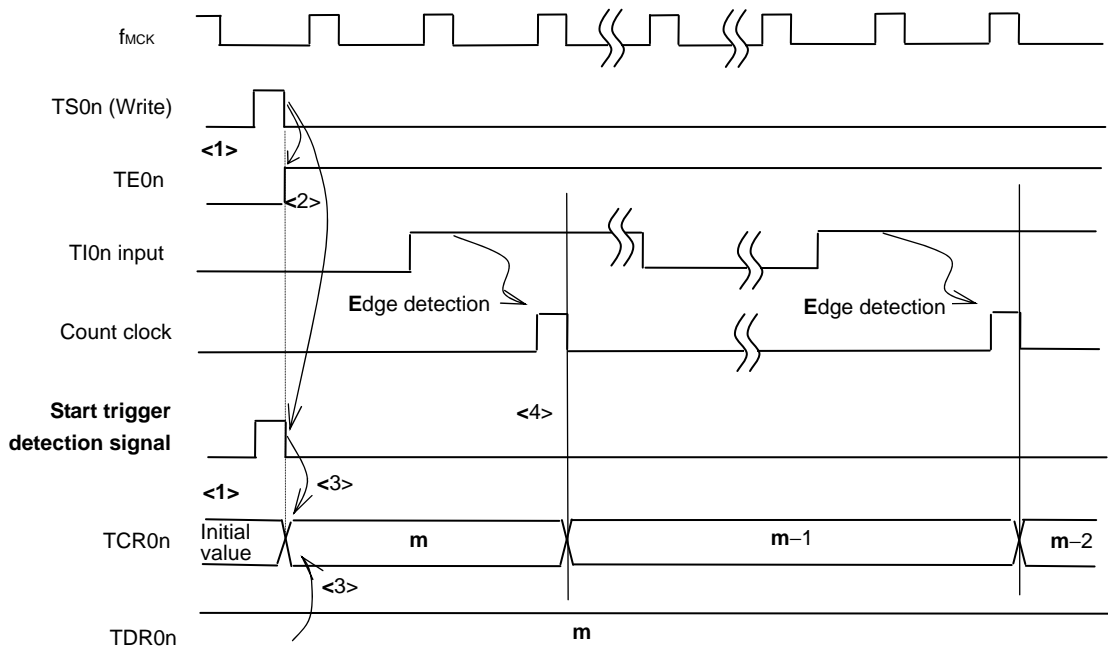 fMCK
TS0n (Write)
<1>
TE0n
<2>
TI0n input
Edge detection
Edge detection
Count clock
<4>
Start trigger
detection signal
<1>
<3>
TCR0n
Initial
value
m
m−1
m−2
<3>
TDR0n
m